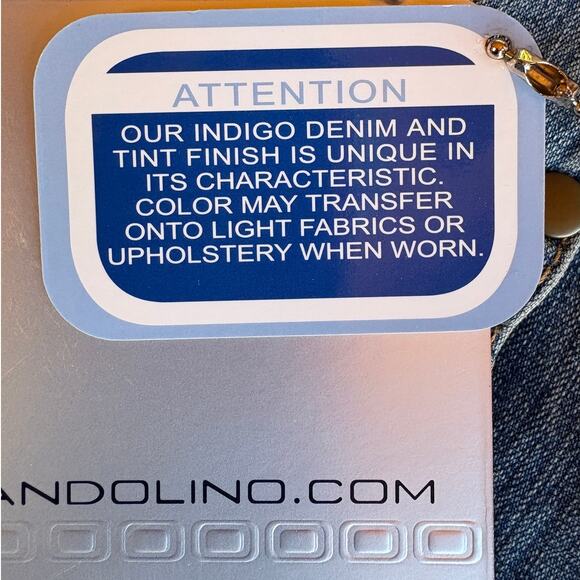 ATTENTION
OUR INDIGO DENIM AND
TINT FINISH IS UNIQUE IN
ITS CHARACTERISTIC.
COLOR MAY TRANSFER
ONTO LIGHT FABRICS OR
UPHOLSTERY WHEN WORN.
ANDOLINO.COM